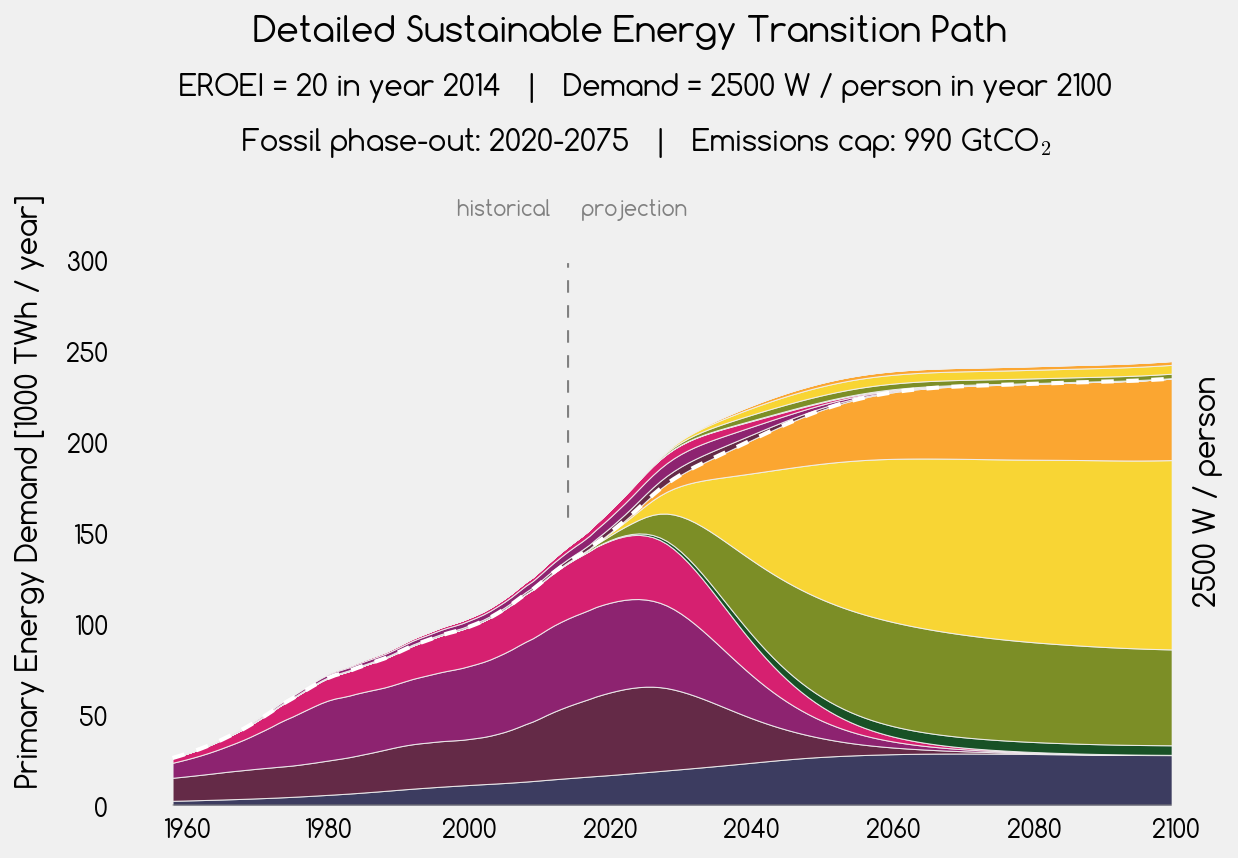 Detailed Sustainable Energy Transition Path
EROEI = 20 in year 2014 | Demand = 2500 W / person in year 2100
Fossil phase-out: 2020-2075 | Emissions cap: 990 GtCO₂
historical projection
Primary Energy Demand [1000 TWh / year]
300
250
200
150
100
50
0
2500 W / person
1960 1980 2000 2020 2040 2060 2080 2100